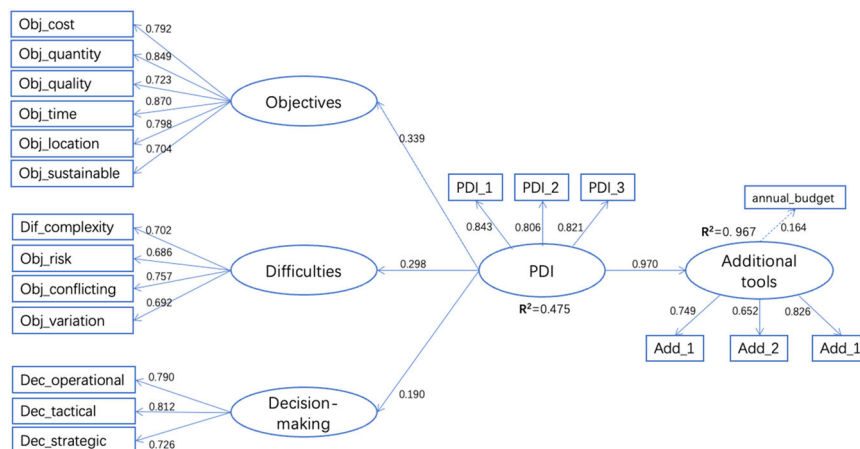 Obj_cost
0.792
Obj_quantity
0.849
Obj_quality
0.723
Obj_time
0.870
Obj_location
0.798
Obj_sustainable
0.704
Objectives
0.339
Dif_complexity
0.702
Obj_risk
0.686
Obj_conflicting
0.757
Obj_variation
0.692
Difficulties
0.298
Dec_operational
0.790
Dec_tactical
0.812
Dec_strategic
0.726
Decision-
making
0.190
PDI_1
PDI_2
PDI_3
0.843
0.806
0.821
PDI
R²=0.475
0.970
annual_budget
R²=0. 967
0.164
Additional
tools
0.749
0.652
0.826
Add_1
Add_2
Add_1